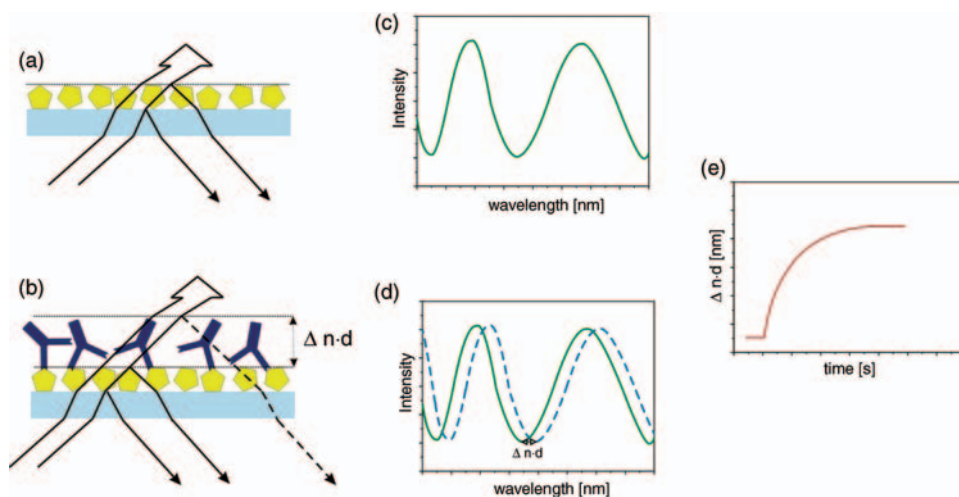 (a)
(b)
Δ n·d
(c)
Intensity
wavelength [nm]
(d)
Intensity
Δ n·d
wavelength [nm]
(e)
Δ n·d [nm]
time [s]